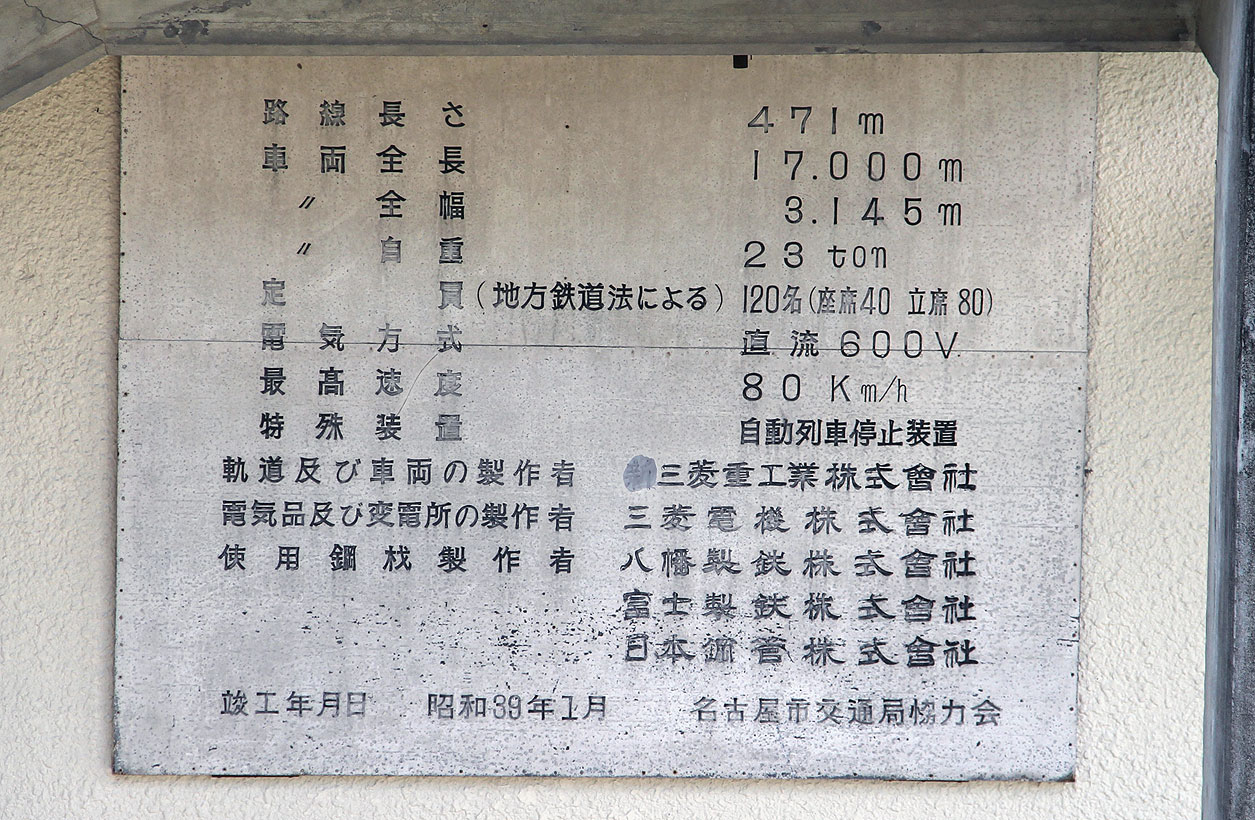 路線長さ 471m
車両全長 17.000m
〃 全幅 3.145m
〃 自重 23 ton
定員(地方鉄道法による) 120名(座席40 立席80)
電気方式 直流600V
最高速度 80 Km/h
特殊装置 自動列車停止装置
軌道及び車両の製作者 新三菱重工業株式會社
電気品及び変電所の製作者 三菱電機株式會社
使用鋼材製作者 八幡製鉄株式會社
富士製鉄株式會社
日本鋼管株式會社
竣工年月日 昭和39年1月 名古屋市交通局協力会